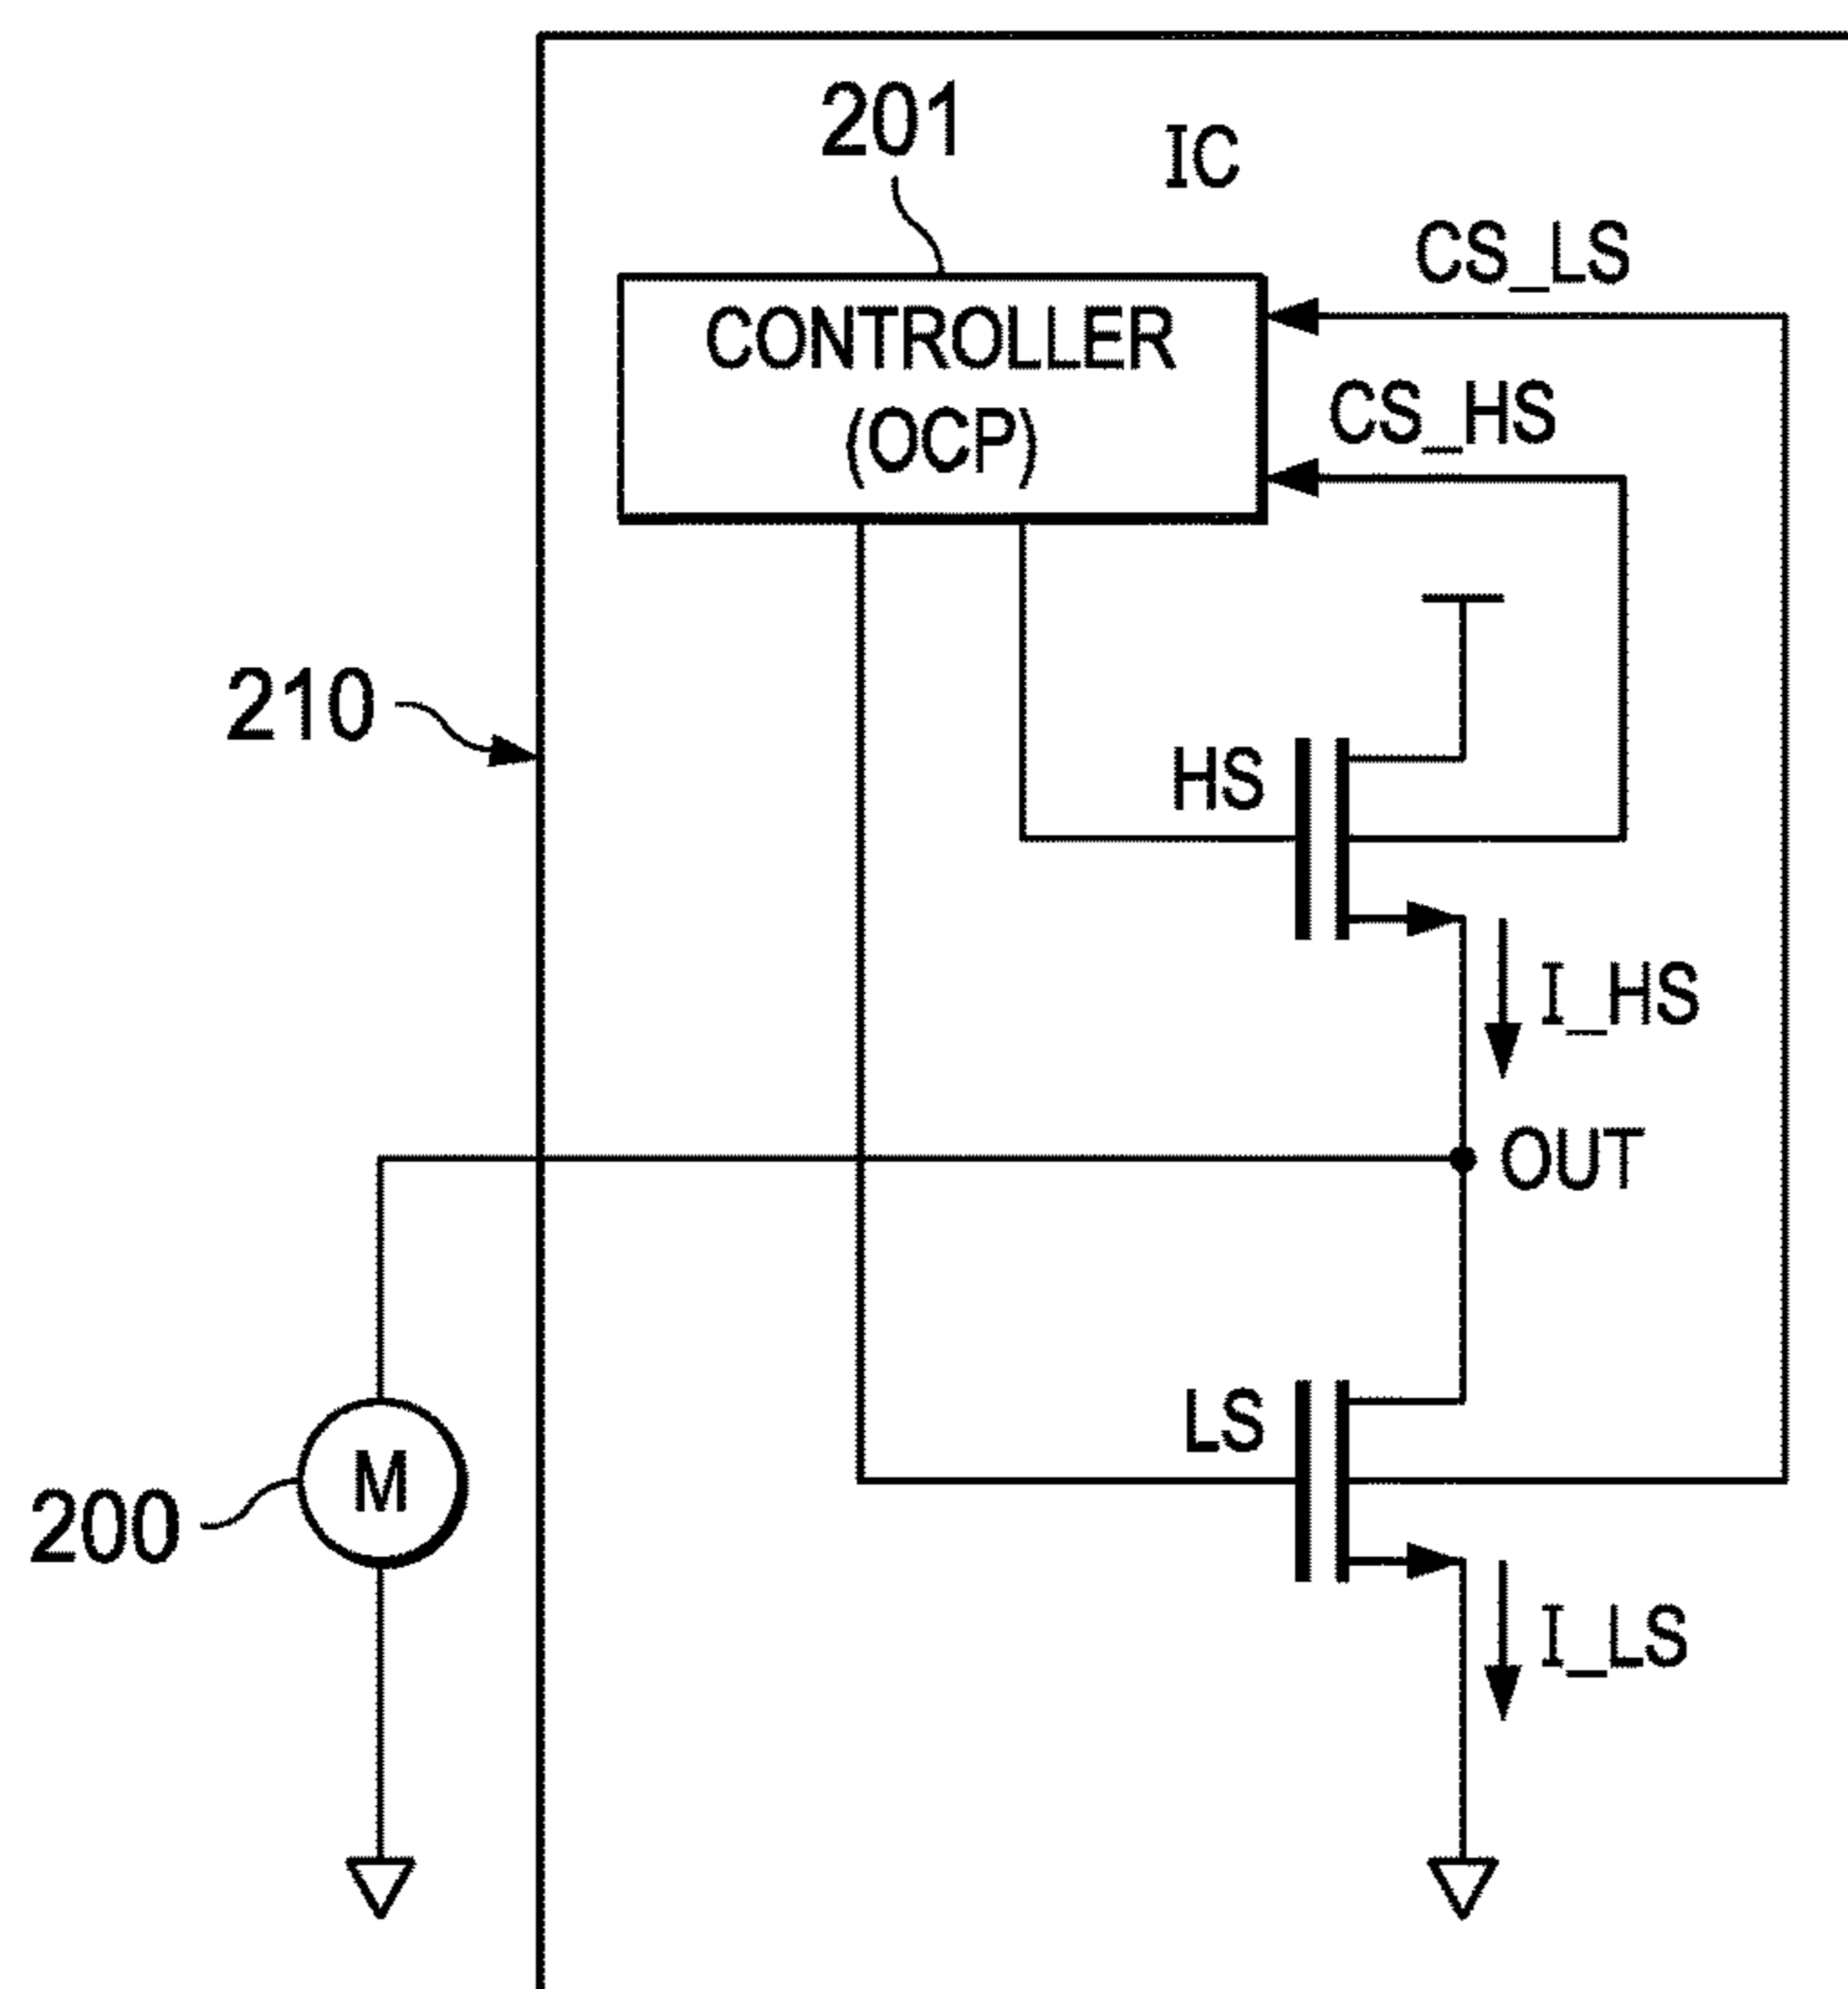 201
IC
CS_LS
CONTROLLER
(OCP)
CS_HS
210
HS
I_HS
OUT
LS
M
200
I_LS